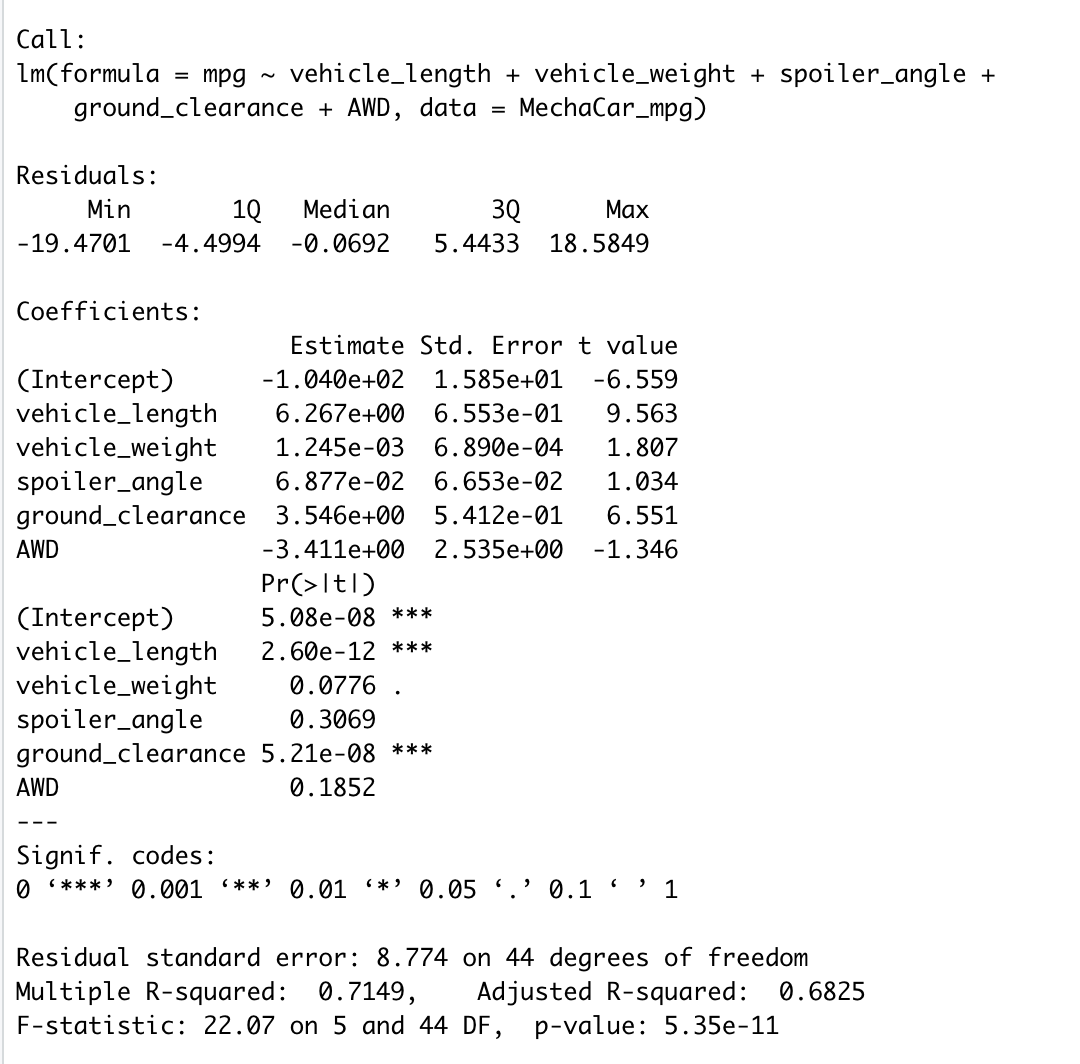 Call:
lm(formula = mpg ~ vehicle_length + vehicle_weight + spoiler_angle +
    ground_clearance + AWD, data = MechaCar_mpg)

Residuals:
     Min       1Q   Median       3Q      Max
-19.4701  -4.4994  -0.0692   5.4433  18.5849

Coefficients:
                   Estimate Std. Error t value
(Intercept)      -1.040e+02  1.585e+01  -6.559
vehicle_length    6.267e+00  6.553e-01   9.563
vehicle_weight    1.245e-03  6.890e-04   1.807
spoiler_angle     6.877e-02  6.653e-02   1.034
ground_clearance  3.546e+00  5.412e-01   6.551
AWD              -3.411e+00  2.535e+00  -1.346
                 Pr(>|t|)
(Intercept)      5.08e-08 ***
vehicle_length   2.60e-12 ***
vehicle_weight     0.0776 .
spoiler_angle      0.3069
ground_clearance 5.21e-08 ***
AWD                0.1852
---
Signif. codes:
0 ‘***’ 0.001 ‘**’ 0.01 ‘*’ 0.05 ‘.’ 0.1 ‘ ’ 1

Residual standard error: 8.774 on 44 degrees of freedom
Multiple R-squared:  0.7149,    Adjusted R-squared:  0.6825
F-statistic: 22.07 on 5 and 44 DF,  p-value: 5.35e-11